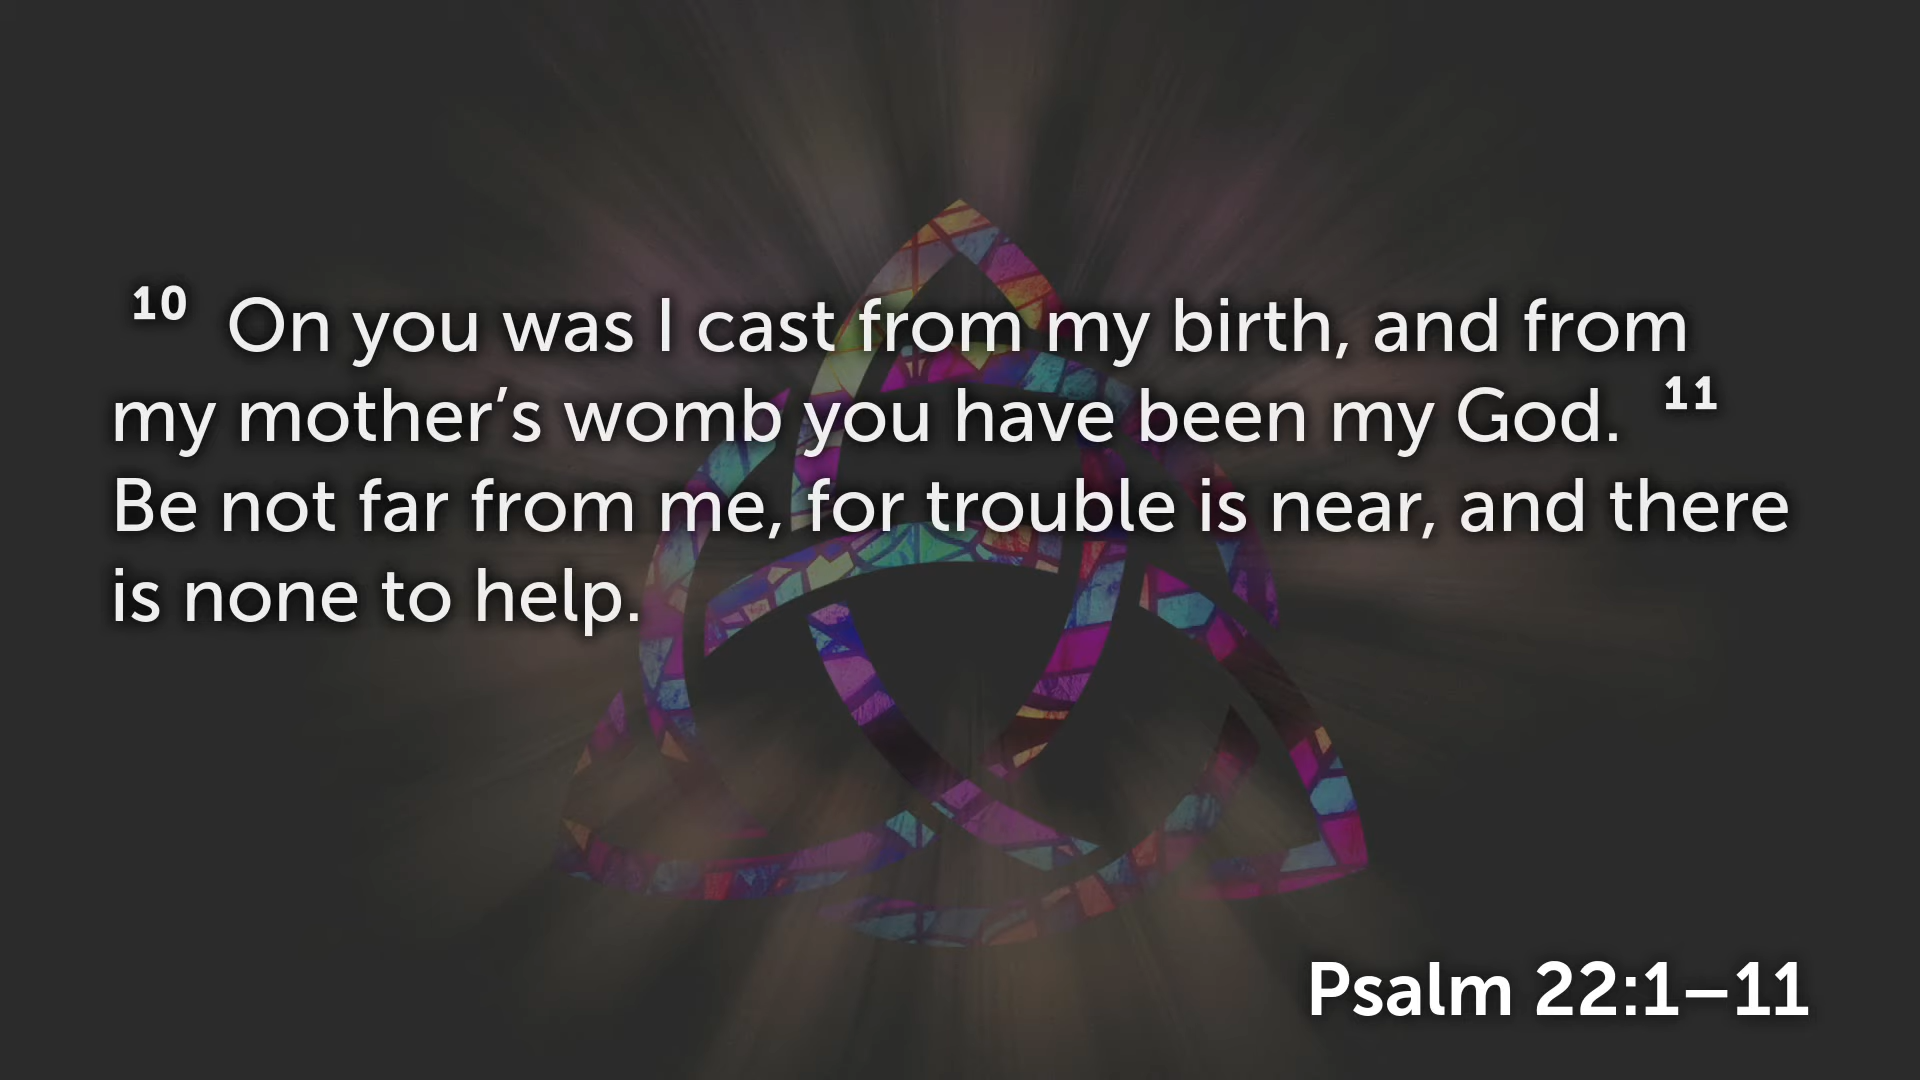 10 On you was I cast from my birth, and from
my mother’s womb you have been my God. 11
Be not far from me, for trouble is near, and there
is none to help.
Psalm 22:1–11